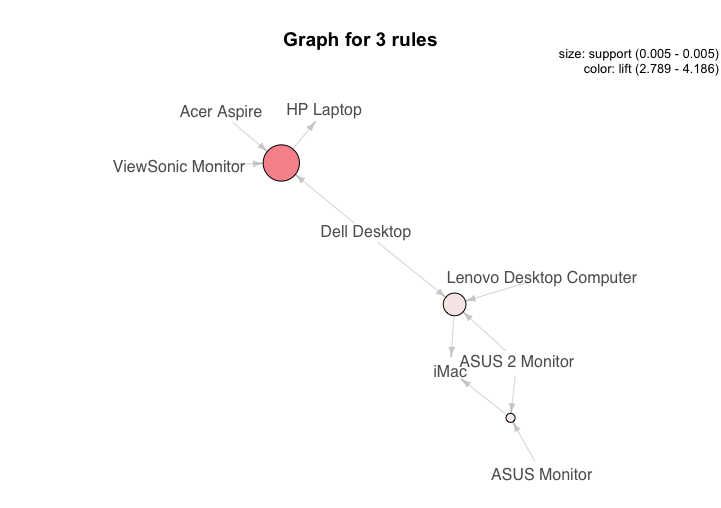 Graph for 3 rules
size: support (0.005 - 0.005)
color: lift (2.789 - 4.186)
Acer Aspire
HP Laptop
ViewSonic Monitor
Dell Desktop
Lenovo Desktop Computer
ASUS 2 Monitor
iMac
ASUS Monitor